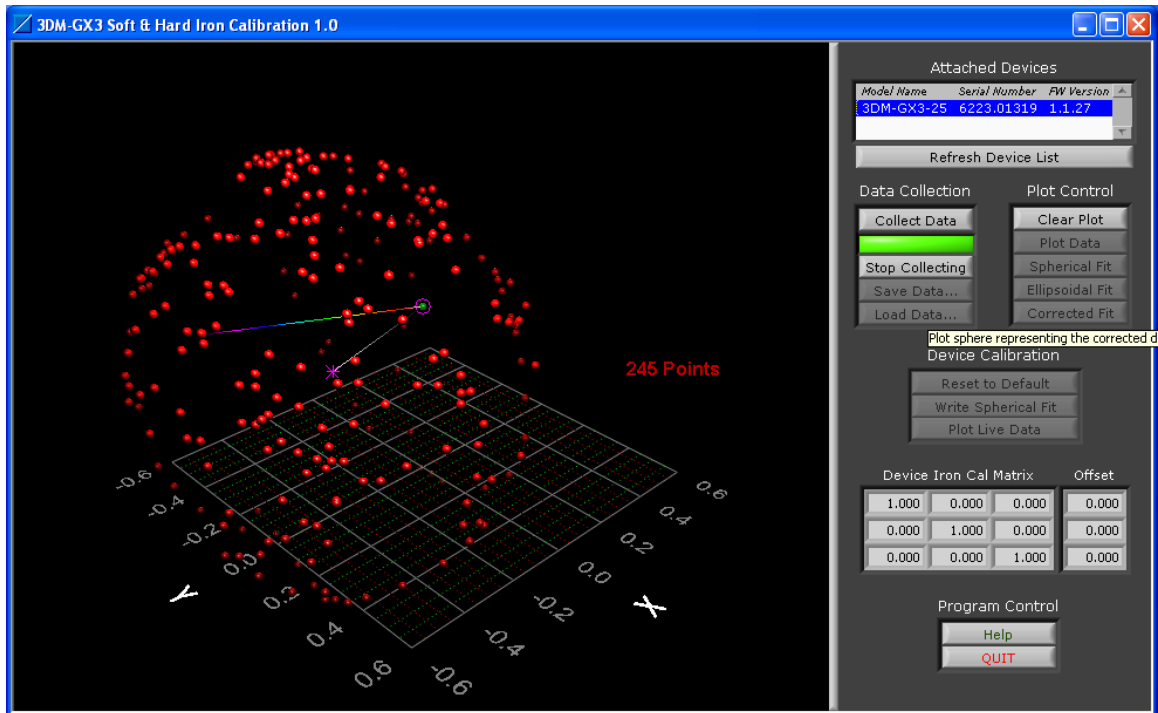 3DM-GX3 Soft & Hard Iron Calibration 1.0
Attached Devices
Model Name Serial Number FW Version
3DM-GX3-25 6223.01319 1.1.27
Refresh Device List
Data Collection
Plot Control
Collect Data
Clear Plot
Plot Data
Stop Collecting
Spherical Fit
Save Data...
Ellipsoidal Fit
Load Data...
Corrected Fit
Plot sphere representing the corrected d
Device Calibration
Reset to Default
Write Spherical Fit
Plot Live Data
Device Iron Cal Matrix
Offset
1.000 0.000 0.000 0.000
0.000 1.000 0.000 0.000
0.000 0.000 1.000 0.000
Program Control
Help
QUIT
245 Points
-0.6
-0.4
-0.2
0.0
0.2
0.4
0.6
Y
0.6
0.4
0.2
0.0
-0.2
-0.4
-0.6
X